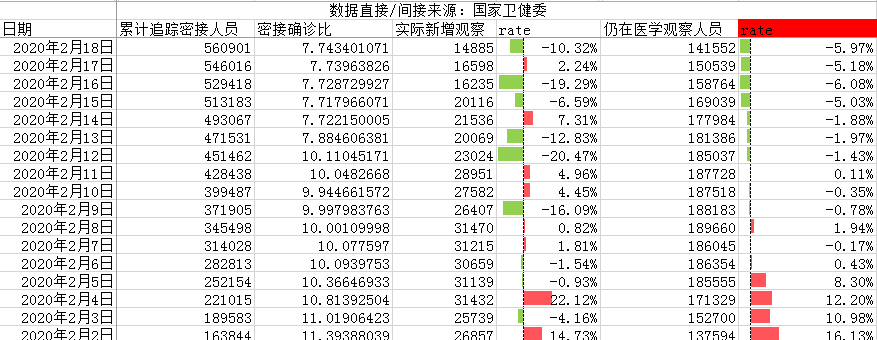 数据直接/间接来源：国家卫健委
日期 累计追踪密接人员 密接确诊比 实际新增观察 rate 仍在医学观察人员 rate
2020年2月18日 560901 7.743401071 14885 -10.32% 141552 -5.97%
2020年2月17日 546016 7.73963826 16598 2.24% 150539 -5.18%
2020年2月16日 529418 7.728729927 16235 -19.29% 158764 -6.08%
2020年2月15日 513183 7.717966071 20116 -6.59% 169039 -5.03%
2020年2月14日 493067 7.722150005 21536 7.31% 177984 -1.88%
2020年2月13日 471531 7.884606381 20069 -12.83% 181386 -1.97%
2020年2月12日 451462 10.11045171 23024 -20.47% 185037 -1.43%
2020年2月11日 428438 10.0482668 28951 4.96% 187728 0.11%
2020年2月10日 399487 9.944661572 27582 4.45% 187518 -0.35%
2020年2月9日 371905 9.997983763 26407 -16.09% 188183 -0.78%
2020年2月8日 345498 10.00109998 31470 0.82% 189660 1.94%
2020年2月7日 314028 10.077597 31215 1.81% 186045 -0.17%
2020年2月6日 282813 10.0939753 30659 -1.54% 186354 0.43%
2020年2月5日 252154 10.36646933 31139 -0.93% 185555 8.30%
2020年2月4日 221015 10.81392504 31432 22.12% 171329 12.20%
2020年2月3日 189583 11.01906423 25739 -4.16% 152700 10.98%
2020年2月2日 163844 11.39388039 26857 14.73% 137594 16.13%